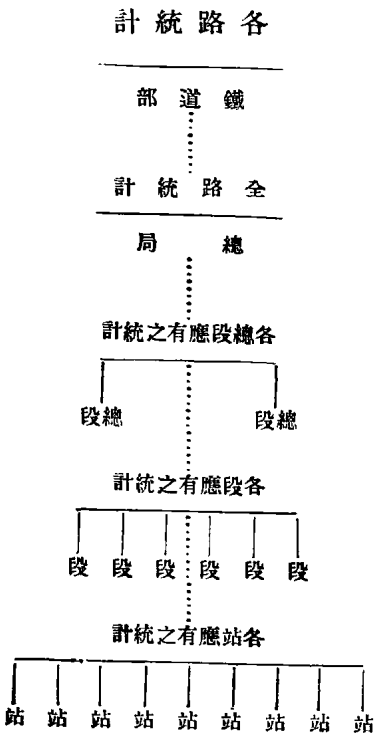 各路統計
鐵道部
全路統計
總局
各總段應有之統計
總段 總段
各段應有之統計
段 段 段 段 段 段
各站應有之統計
站 站 站 站 站 站 站 站 站